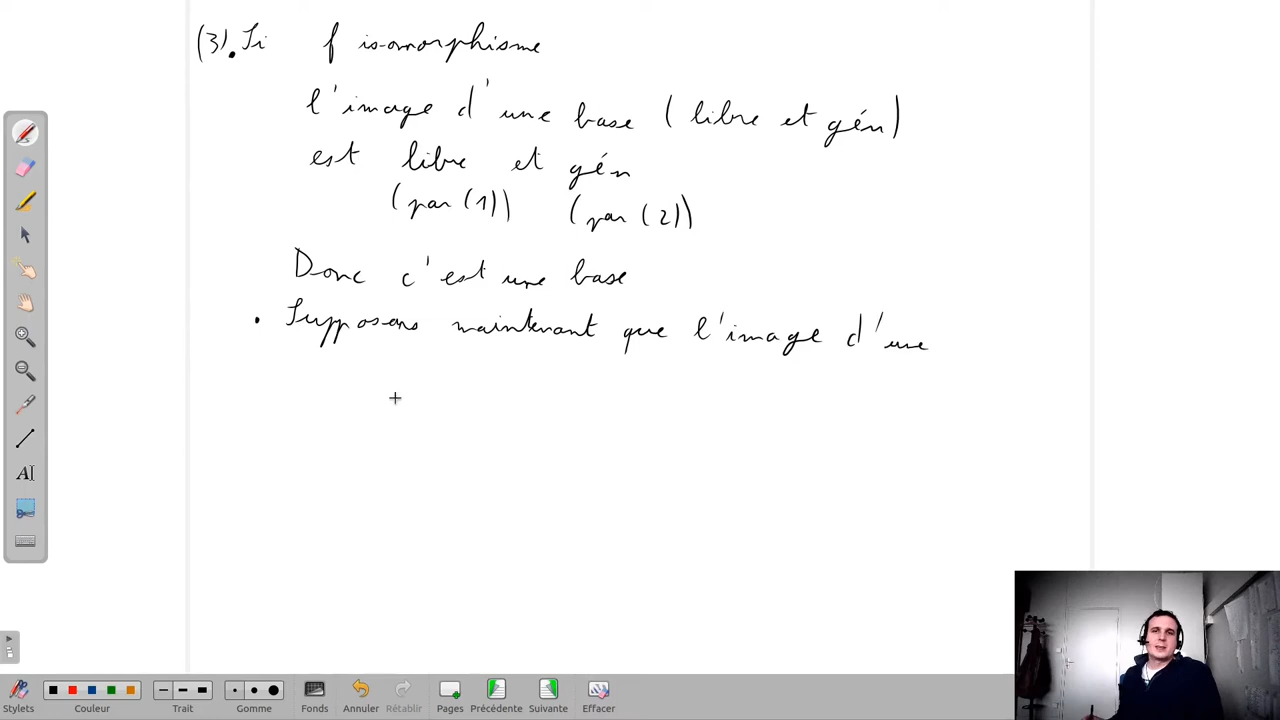 (3). Si f isomorphisme
l'image d'une base (libre et gén)
est libre et gén
(par (1)) (par (2))
Donc c'est une base
. Supposons maintenant que l'image d'une
A
Stylets
Couleur
Trait
Gomme
Fonds
Annuler
Rétablir
Pages
Précédente
Suivante
Effacer